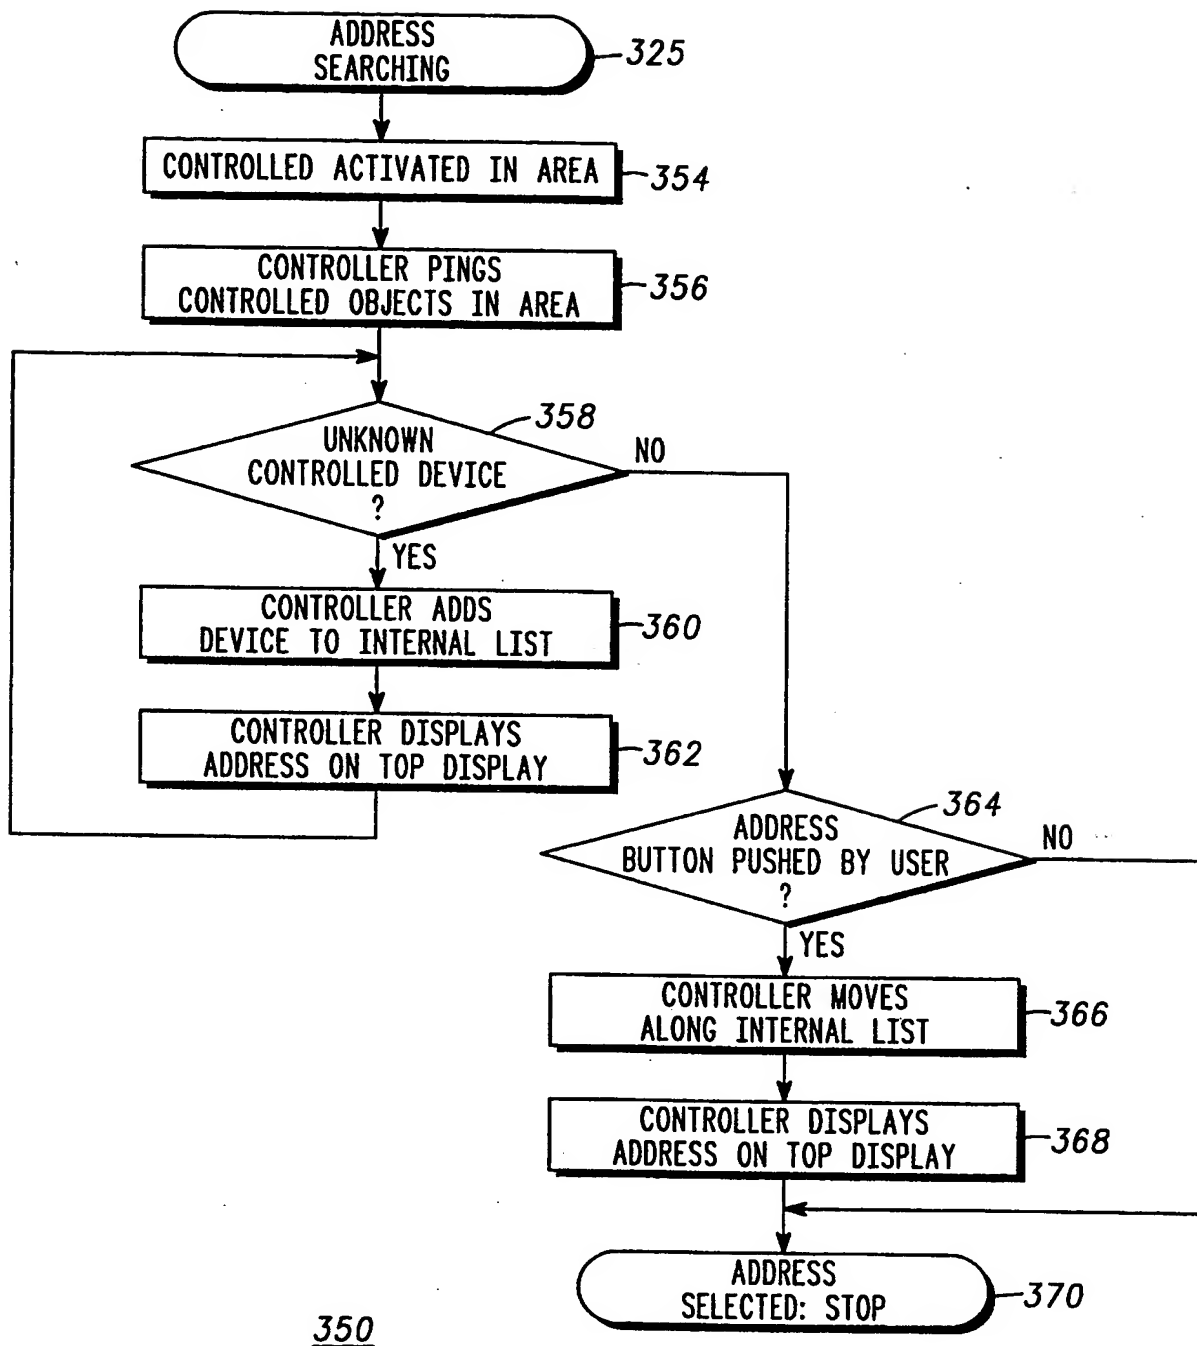 ADDRESS
SEARCHING
325
CONTROLLED ACTIVATED IN AREA
354
CONTROLLER PINGS
CONTROLLED OBJECTS IN AREA
356
358
UNKNOWN
CONTROLLED DEVICE
?
NO
YES
CONTROLLER ADDS
DEVICE TO INTERNAL LIST
360
CONTROLLER DISPLAYS
ADDRESS ON TOP DISPLAY
362
364
ADDRESS
BUTTON PUSHED BY USER
?
NO
YES
CONTROLLER MOVES
ALONG INTERNAL LIST
366
CONTROLLER DISPLAYS
ADDRESS ON TOP DISPLAY
368
ADDRESS
SELECTED: STOP
370
350